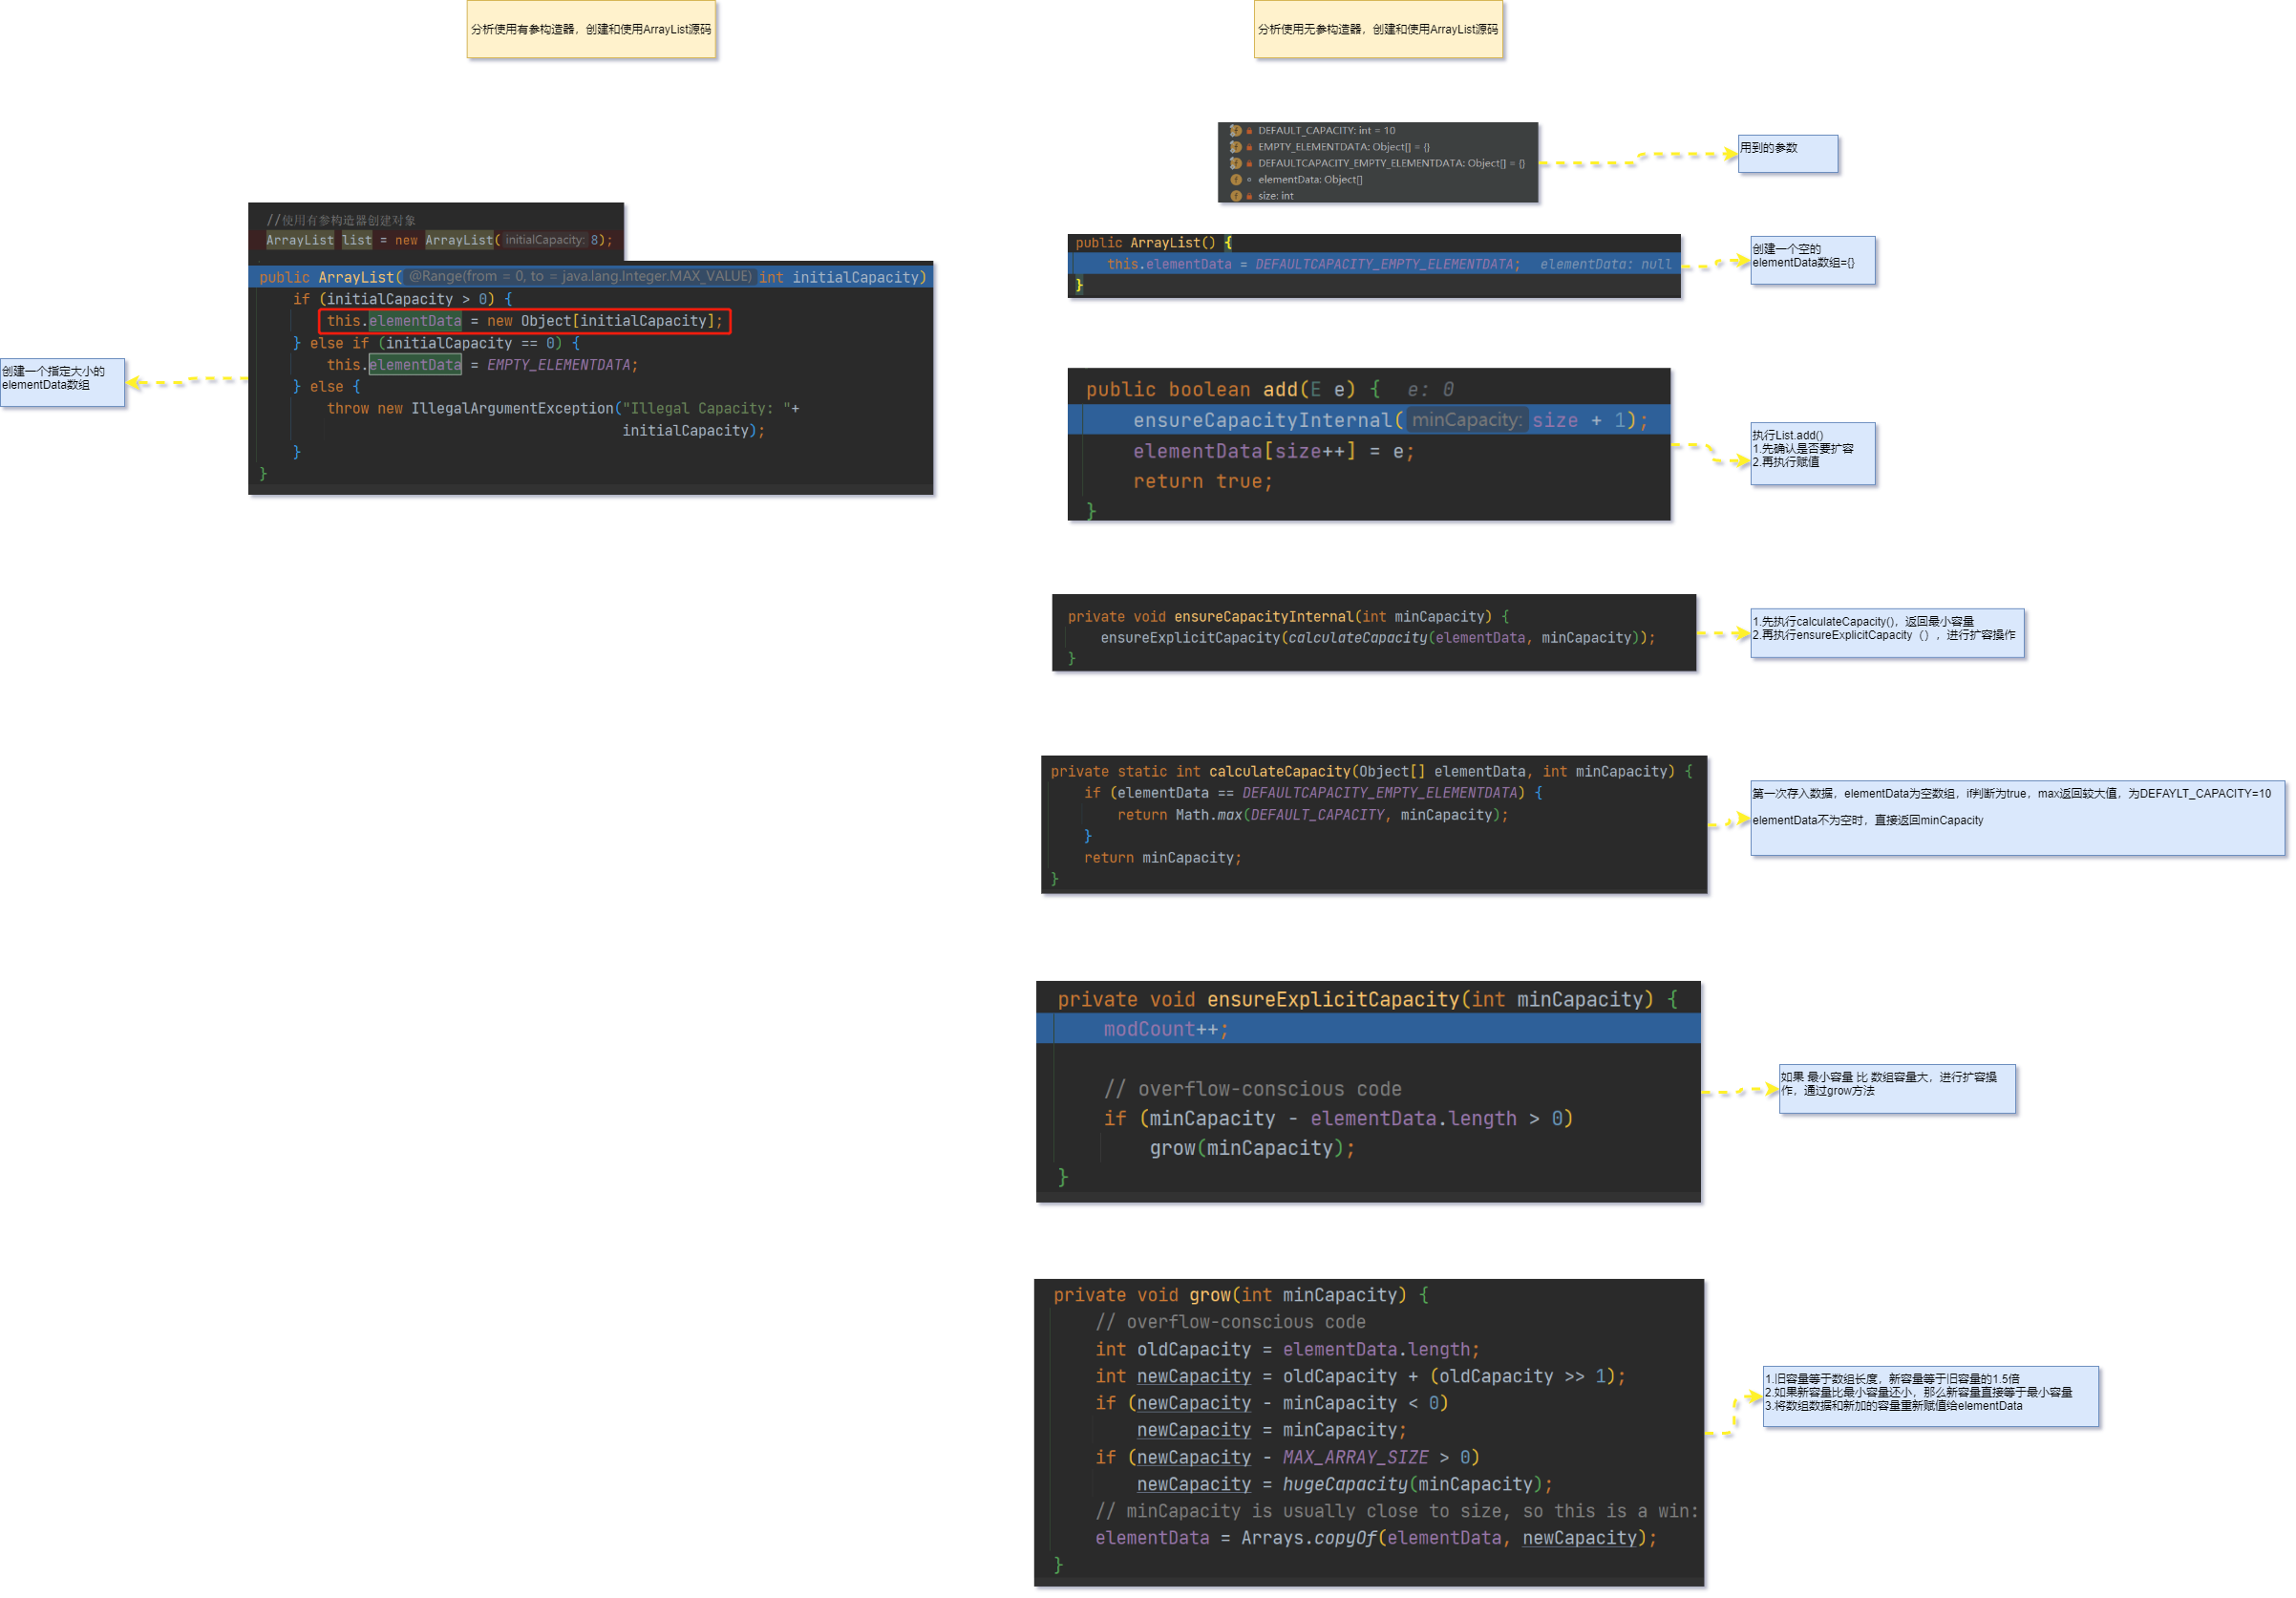 分析使用有参构造器，创建和使用ArrayList源码
//使用有参构造器创建对象
ArrayList list = new ArrayList( initialCapacity: 8);
public ArrayList( @Range(from = 0, to = java.lang.Integer.MAX_VALUE) int initialCapacity)
if (initialCapacity > 0) {
this.elementData = new Object[initialCapacity];
} else if (initialCapacity == 0) {
this.elementData = EMPTY_ELEMENTDATA;
} else {
throw new IllegalArgumentException("Illegal Capacity: "+
initialCapacity);
}
}
创建一个指定大小的
elementData数组
分析使用无参构造器，创建和使用ArrayList源码
DEFAULT_CAPACITY: int = 10
EMPTY_ELEMENTDATA: Object[] = {}
DEFAULTCAPACITY_EMPTY_ELEMENTDATA: Object[] = {}
elementData: Object[]
size: int
用到的参数
public ArrayList() {
this.elementData = DEFAULTCAPACITY_EMPTY_ELEMENTDATA; elementData: null
}
创建一个空的
elementData数组={}
public boolean add(E e) { e: 0
ensureCapacityInternal( minCapacity: size + 1);
elementData[size++] = e;
return true;
}
执行List.add()
1.先确认是否要扩容
2.再执行赋值
private void ensureCapacityInternal(int minCapacity) {
ensureExplicitCapacity(calculateCapacity(elementData, minCapacity));
}
1.先执行calculateCapacity()，返回最小容量
2.再执行ensureExplicitCapacity（），进行扩容操作
private static int calculateCapacity(Object[] elementData, int minCapacity) {
if (elementData == DEFAULTCAPACITY_EMPTY_ELEMENTDATA) {
return Math.max(DEFAULT_CAPACITY, minCapacity);
}
return minCapacity;
}
第一次存入数据，elementData为空数组，if判断为true，max返回较大值，为DEFAYLT_CAPACITY=10
elementData不为空时，直接返回minCapacity
private void ensureExplicitCapacity(int minCapacity) {
modCount++;
// overflow-conscious code
if (minCapacity - elementData.length > 0)
grow(minCapacity);
}
如果 最小容量 比 数组容量大，进行扩容操
作，通过grow方法
private void grow(int minCapacity) {
// overflow-conscious code
int oldCapacity = elementData.length;
int newCapacity = oldCapacity + (oldCapacity >> 1);
if (newCapacity - minCapacity < 0)
newCapacity = minCapacity;
if (newCapacity - MAX_ARRAY_SIZE > 0)
newCapacity = hugeCapacity(minCapacity);
// minCapacity is usually close to size, so this is a win:
elementData = Arrays.copyOf(elementData, newCapacity);
}
1.旧容量等于数组长度，新容量等于旧容量的1.5倍
2.如果新容量比最小容量还小，那么新容量直接等于最小容量
3.将数组数据和新加的容量重新赋值给elementData